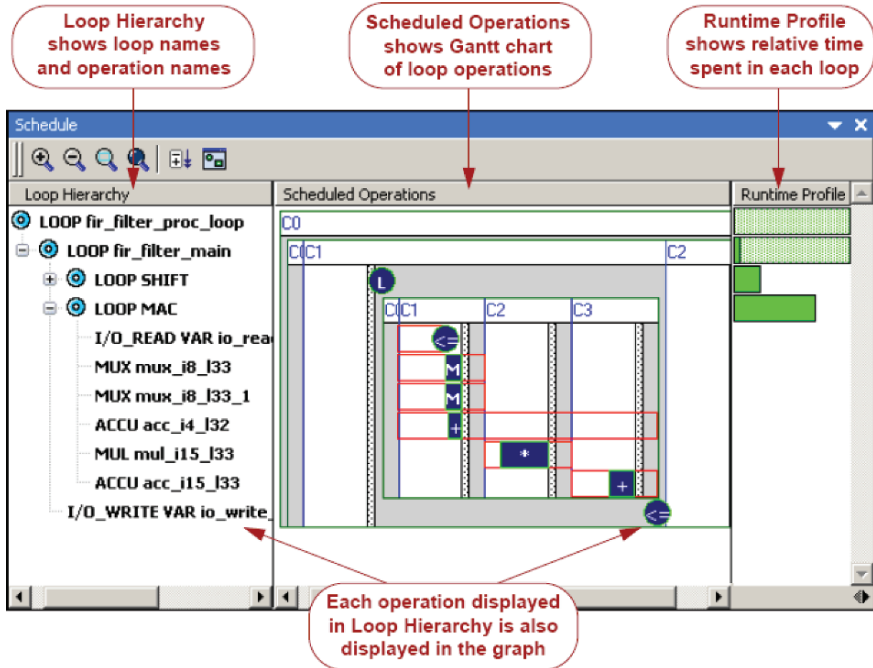 Loop Hierarchy
shows loop names
and operation names
Scheduled Operations
shows Gantt chart
of loop operations
Runtime Profile
shows relative time
spent in each loop
Schedule
Loop Hierarchy
Scheduled Operations
Runtime Profile
LOOP fir_filter_proc_loop
C0
LOOP fir_filter_main
C1
C2
LOOP SHIFT
L
LOOP MAC
C1
C2
C3
I/O_READ VAR io_rea
<=
MUX mux_i8_l33
M
MUX mux_i8_l33_1
M
ACCU acc_i4_l32
+
MUL mul_i15_l33
*
ACCU acc_i15_l33
+
I/O_WRITE VAR io_write_
<=
Each operation displayed
in Loop Hierarchy is also
displayed in the graph